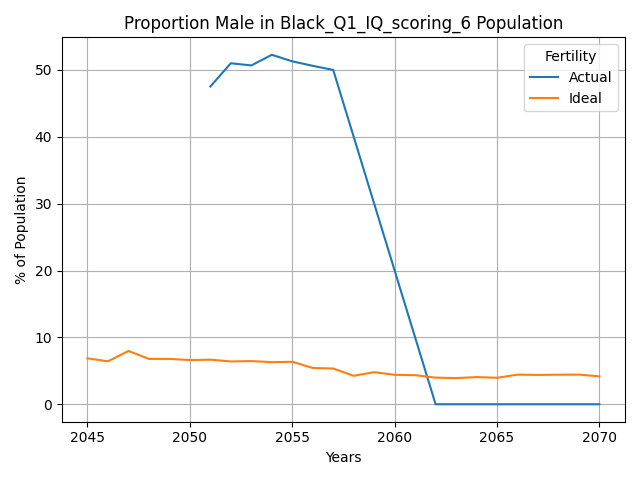 Proportion Male in Black_Q1_IQ_scoring_6 Population
Fertility
Actual
Ideal
% of Population
50
40
30
20
10
0
2045 2050 2055 2060 2065 2070
Years